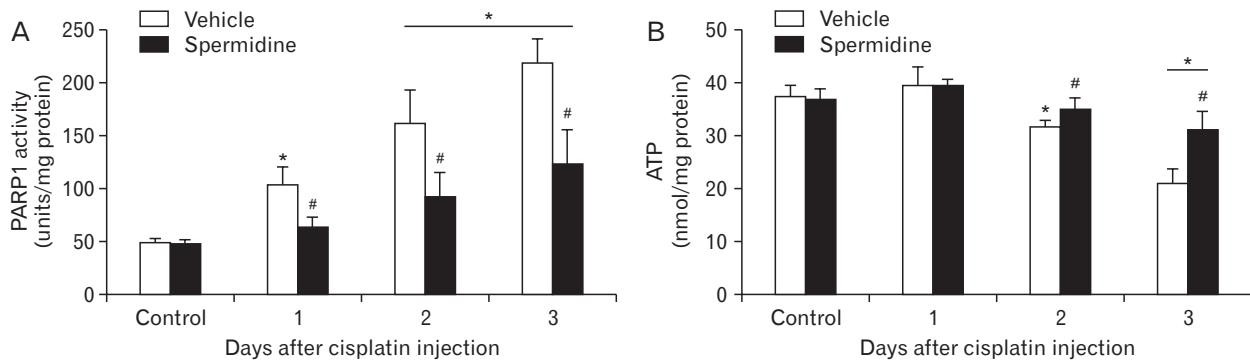 A
Vehicle
Spermidine
PARP1 activity
(units/mg protein)
250
200
150
100
50
0
*
#
*
#
#
Control
1
2
3
Days after cisplatin injection
B
Vehicle
Spermidine
ATP
(nmol/mg protein)
50
40
30
20
10
0
*
#
*
#
Control
1
2
3
Days after cisplatin injection